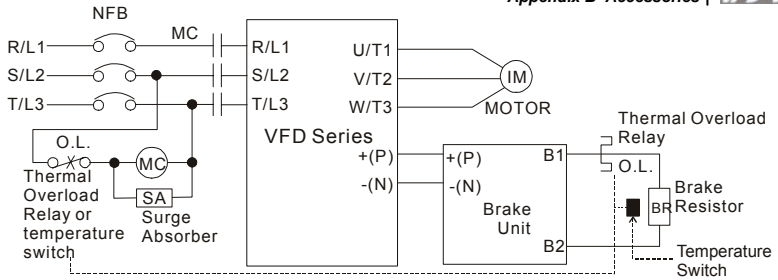 Appendix B Accessories |
NFB
MC
R/L1
S/L2
T/L3
R/L1
S/L2
T/L3
VFD Series
U/T1
V/T2
W/T3
+(P)
-(N)
IM
MOTOR
O.L.
MC
SA
Surge
Absorber
Thermal
Overload
Relay or
temperature
switch
+(P)
-(N)
Brake
Unit
B1
B2
Thermal Overload
Relay
O.L.
BR
Brake
Resistor
Temperature
Switch